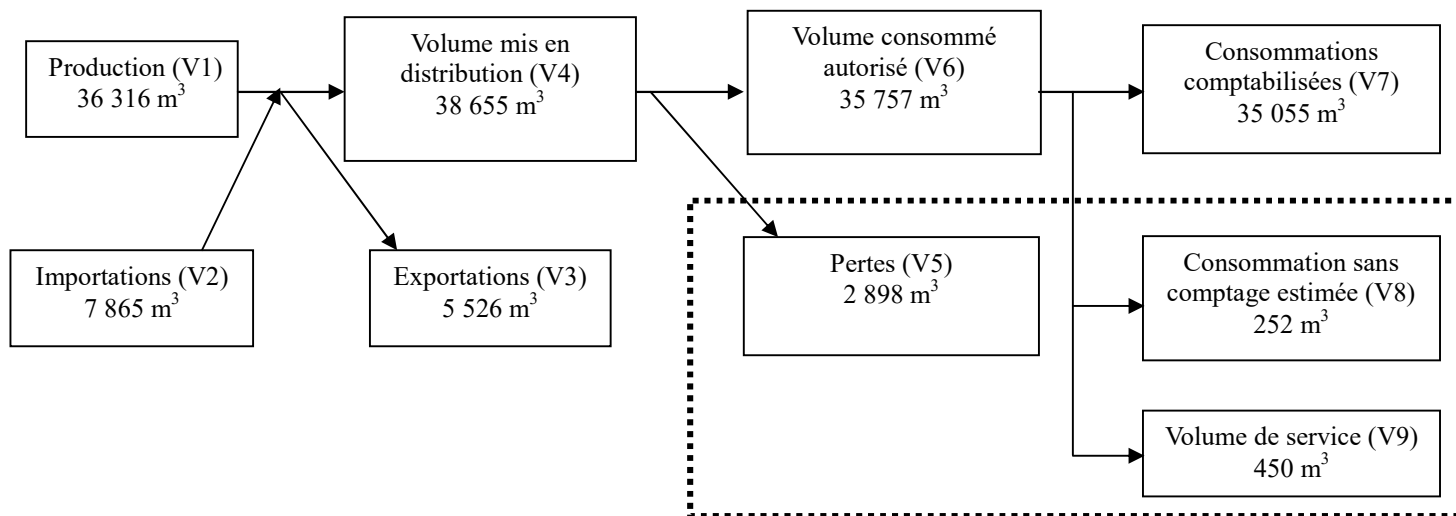 Production (V1)
36 316 m³
Volume mis en
distribution (V4)
38 655 m³
Volume consommé
autorisé (V6)
35 757 m³
Consommations
comptabilisées (V7)
35 055 m³
Importations (V2)
7 865 m³
Exportations (V3)
5 526 m³
Pertes (V5)
2 898 m³
Consommation sans
comptage estimée (V8)
252 m³
Volume de service (V9)
450 m³